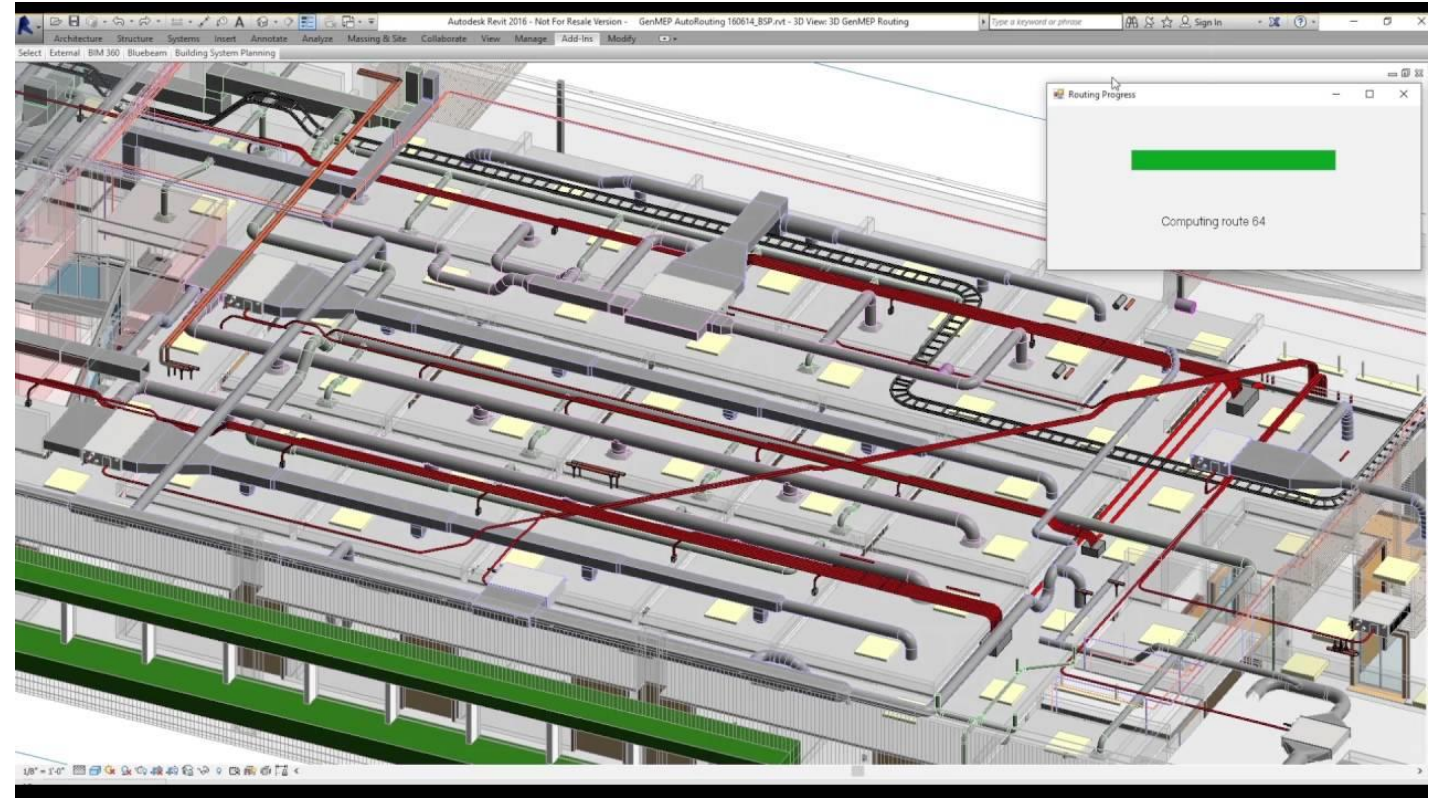 Autodesk Revit 2016 - Not For Resale Version - GenMEP AutoRouting 160614_BSP.rvt - 3D View: 3D GenMEP Routing
Type a keyword or phrase
Sign In
Architecture Structure Systems Insert Annotate Analyze Massing & Site Collaborate View Manage Add-Ins Modify
Select External BIM 360 Bluebeam Building System Planning
Routing Progress
Computing route 64
1/8" = 1'-0"